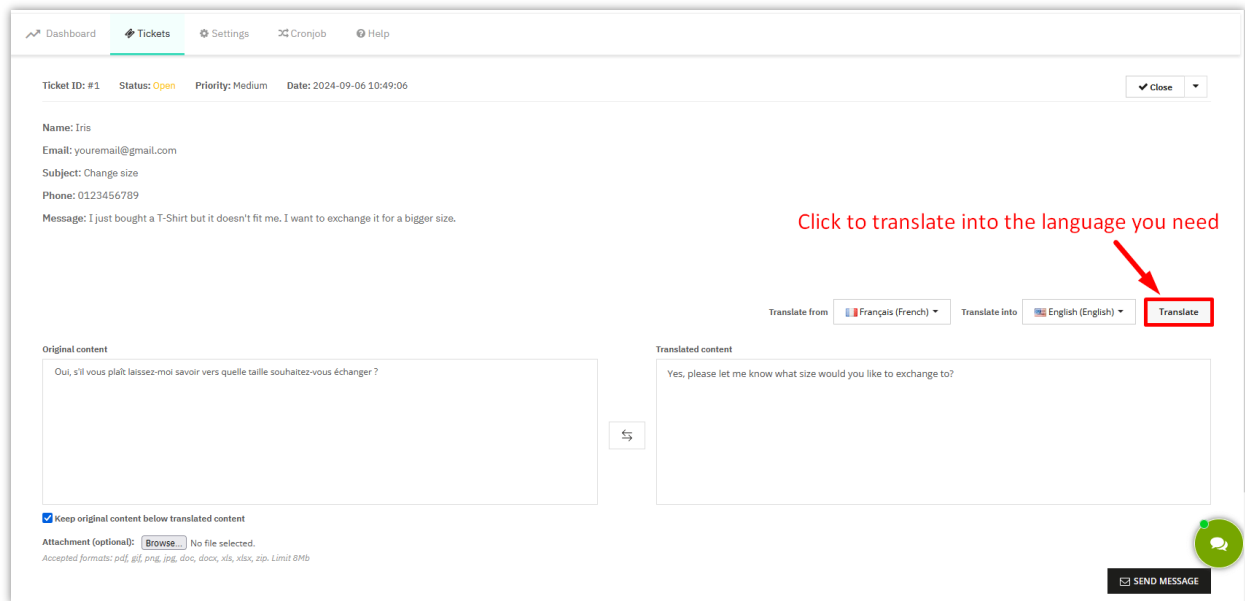 Dashboard Tickets Settings Cronjob Help
Ticket ID: #1 Status: Open Priority: Medium Date: 2024-09-06 10:49:06
Close
Name: Iris
Email: youremail@gmail.com
Subject: Change size
Phone: 0123456789
Message: I just bought a T-Shirt but it doesn't fit me. I want to exchange it for a bigger size.
Click to translate into the language you need
Translate from Français (French) Translate into English (English) Translate
Original content
Oui, s'il vous plaît laissez-moi savoir vers quelle taille souhaitez-vous échanger ?
Translated content
Yes, please let me know what size would you like to exchange to?
Keep original content below translated content
Attachment (optional): Browse... No file selected.
Accepted formats: pdf, gif, png, jpg, doc, docx, xls, xlsx, zip. Limit 8Mb
SEND MESSAGE